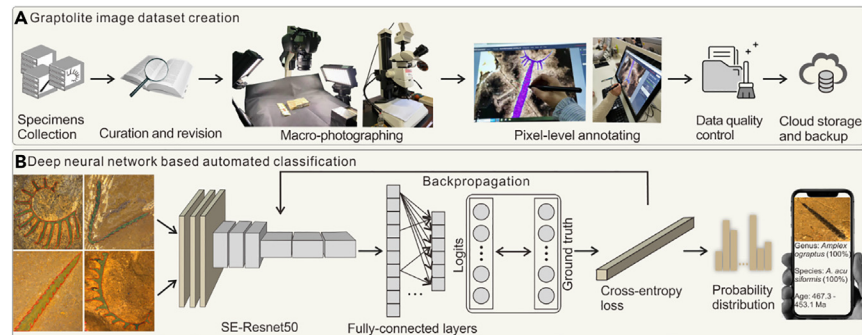 A Graptolite image dataset creation
Specimens
Collection
Curation and revision
Macro-photographing
Pixel-level annotating
Data quality
control
Cloud storage
and backup
B Deep neural network based automated classification
Backpropagation
SE-Resnet50
Fully-connected layers
Logits
Ground truth
Cross-entropy
loss
Probability
distribution
Genus: Amplex
ograptus (100%)
Species: A. acu
siformis (100%)
Age: 467.3 -
453.1 Ma